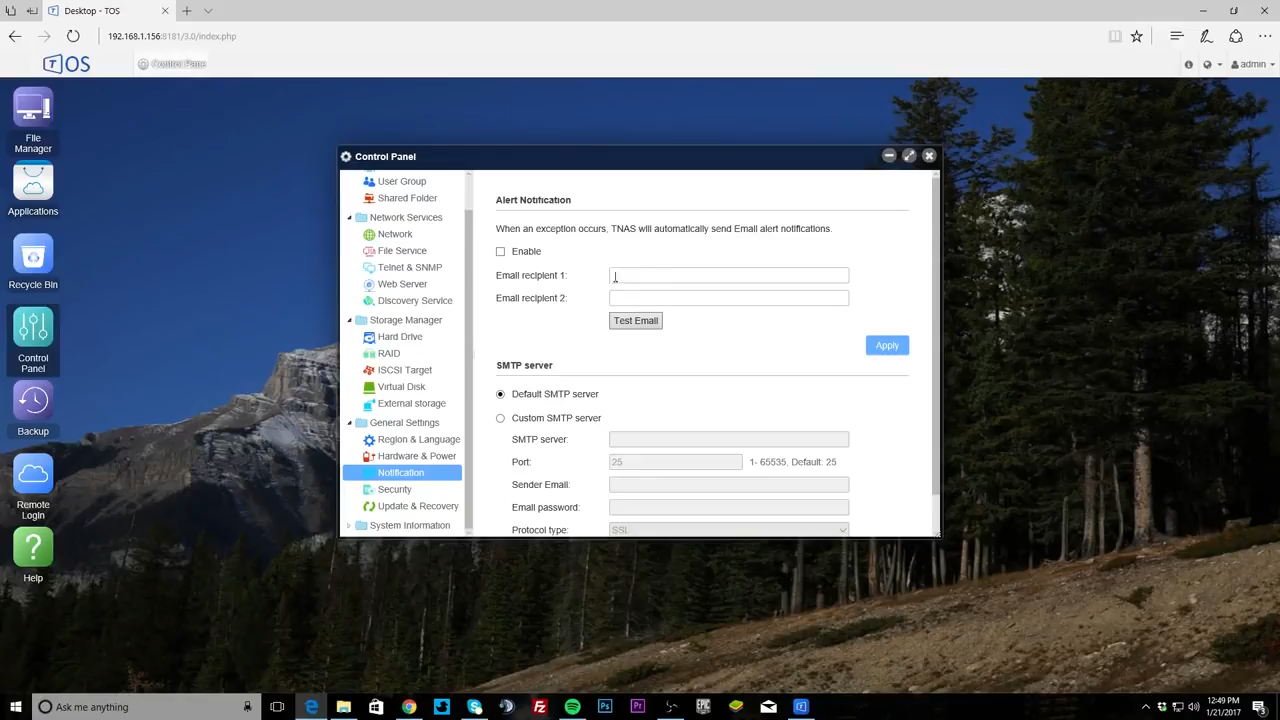 Desktop - TOS
192.168.1.156:8181/3.0/index.php
TOS
Control Pane
admin
File Manager
Applications
Recycle Bin
Control Panel
Backup
Remote Login
Help
Control Panel
User Group
Shared Folder
Network Services
Network
File Service
Telnet & SNMP
Web Server
Discovery Service
Storage Manager
Hard Drive
RAID
ISCSI Target
Virtual Disk
External storage
General Settings
Region & Language
Hardware & Power
Notification
Security
Update & Recovery
System Information
Alert Notification
When an exception occurs, TNAS will automatically send Email alert notifications.
Enable
Email recipient 1:
Email recipient 2:
Test Email
Apply
SMTP server
Default SMTP server
Custom SMTP server
SMTP server:
Port: 25 1- 65535, Default: 25
Sender Email:
Email password:
Protocol type: SSL
Ask me anything
12:49 PM
1/21/2017